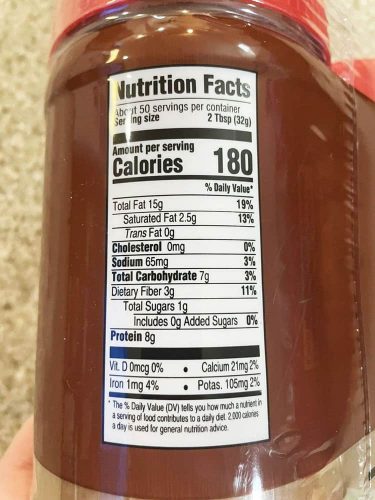 Nutrition Facts
About 50 servings per container
Serving size 2 Tbsp (32g)
Amount per serving
Calories 180
% Daily Value*
Total Fat 15g 19%
Saturated Fat 2.5g 13%
Trans Fat 0g
Cholesterol 0mg 0%
Sodium 65mg 3%
Total Carbohydrate 7g 3%
Dietary Fiber 3g 11%
Total Sugars 1g
Includes 0g Added Sugars 0%
Protein 8g
Vit. D 0mcg 0% • Calcium 21mg 2%
Iron 1mg 4% • Potas. 105mg 2%
* The % Daily Value (DV) tells you how much a nutrient in
a serving of food contributes to a daily diet. 2,000 calories
a day is used for general nutrition advice.